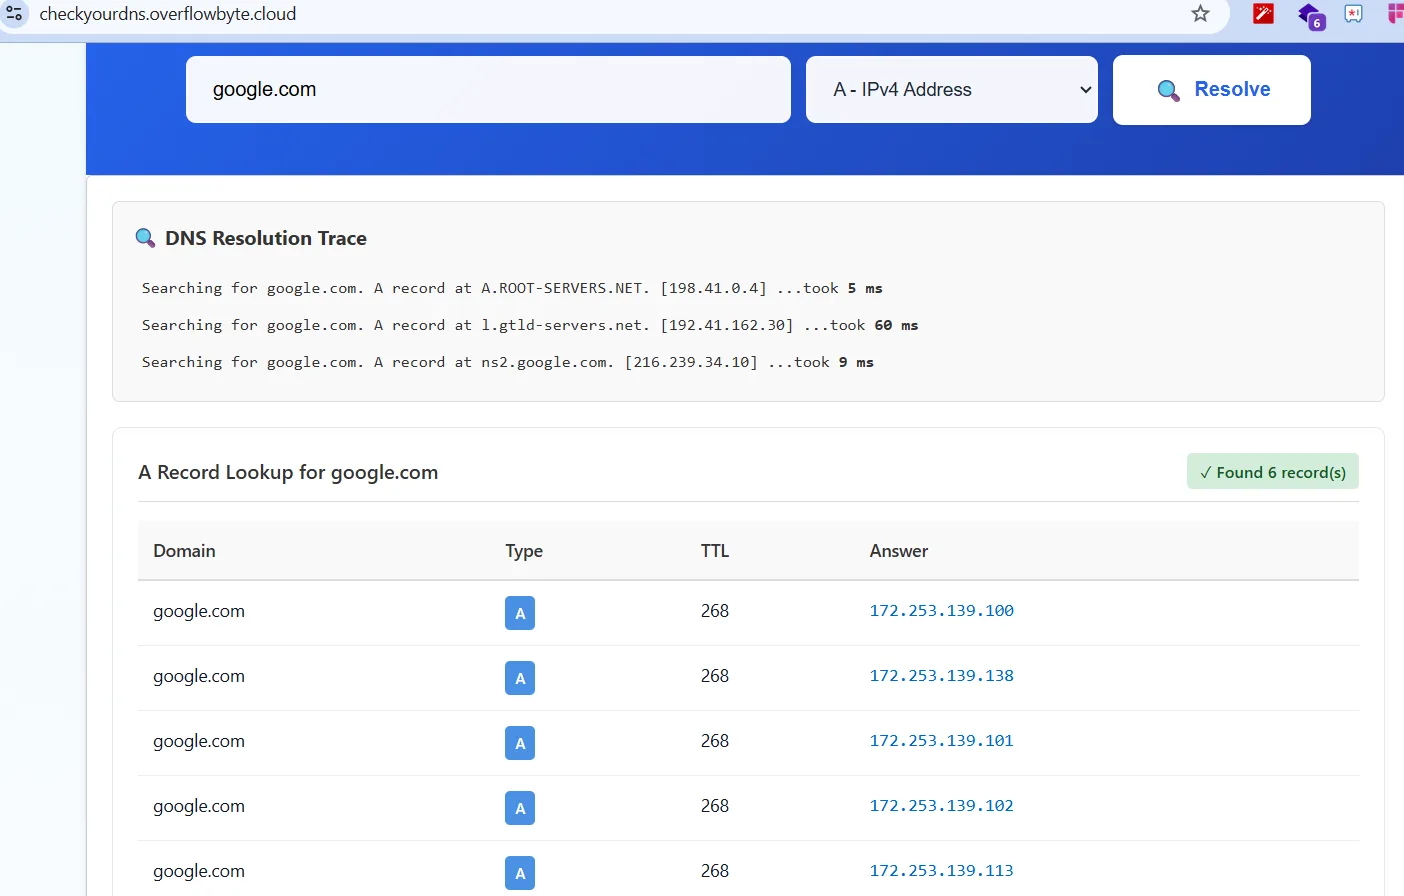 checkyourdns.overflowbyte.cloud
6
google.com
A - IPv4 Address
Resolve
DNS Resolution Trace
Searching for google.com. A record at A.ROOT-SERVERS.NET. [198.41.0.4] ...took 5 ms
Searching for google.com. A record at l.gtld-servers.net. [192.41.162.30] ...took 60 ms
Searching for google.com. A record at ns2.google.com. [216.239.34.10] ...took 9 ms
A Record Lookup for google.com
✓ Found 6 record(s)
Domain Type TTL Answer
google.com A 268 172.253.139.100
google.com A 268 172.253.139.138
google.com A 268 172.253.139.101
google.com A 268 172.253.139.102
google.com A 268 172.253.139.113